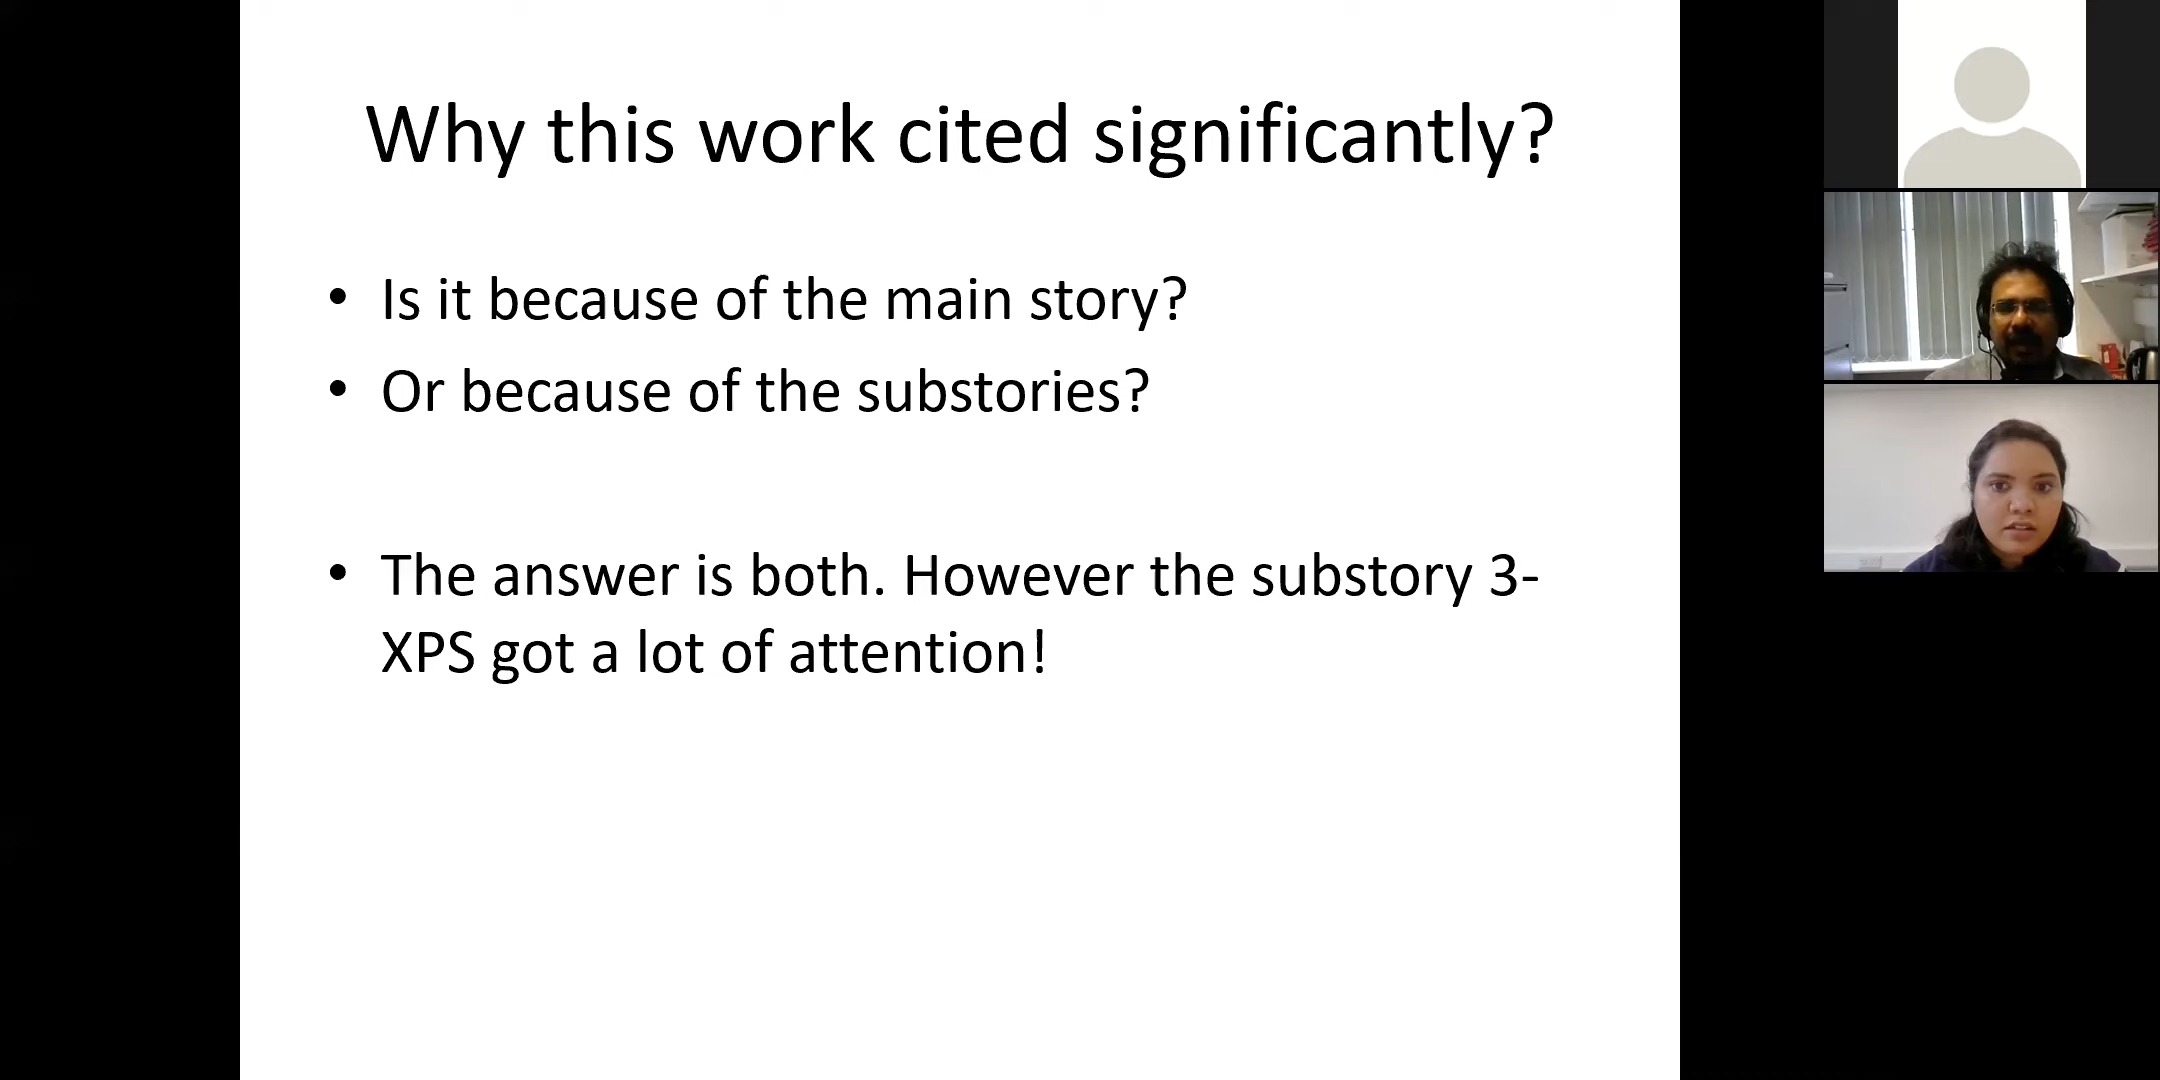 Why this work cited significantly?
• Is it because of the main story?
• Or because of the substories?
• The answer is both. However the substory 3-
XPS got a lot of attention!